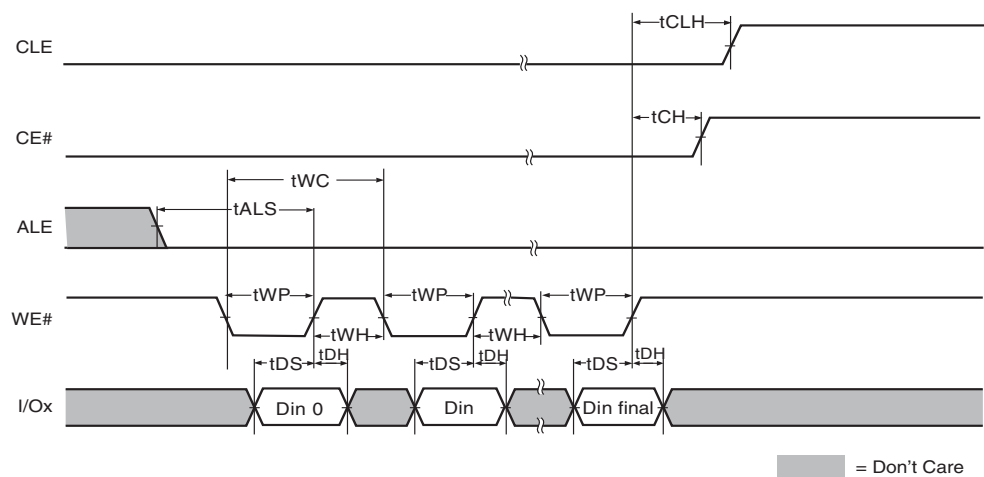 tCLH
CLE
tCH
CE#
tWC
tALS
ALE
tWP tWP tWP
WE#
tWH tWH
tDS tDH tDS tDH tDS tDH
I/Ox Din 0 Din Din final
= Don't Care